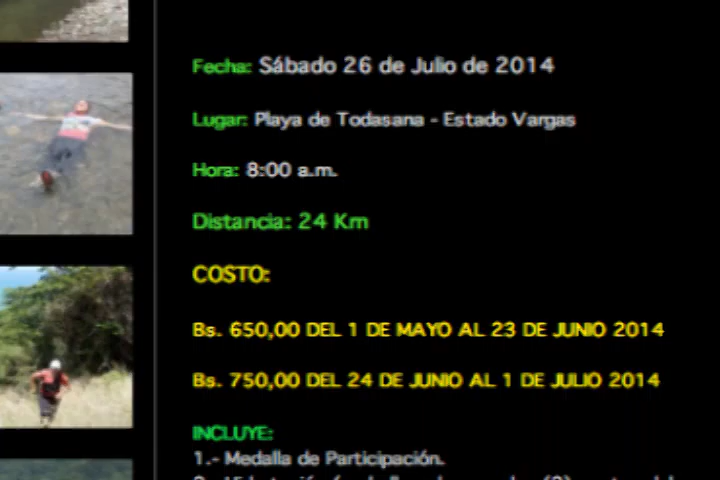 Fecha: Sábado 26 de Julio de 2014
Lugar: Playa de Todasana - Estado Vargas
Hora: 8:00 a.m.
Distancia: 24 Km
COSTO:
Bs. 650,00 DEL 1 DE MAYO AL 23 DE JUNIO 2014
Bs. 750,00 DEL 24 DE JUNIO AL 1 DE JULIO 2014
INCLUYE:
1.- Medalla de Participación.